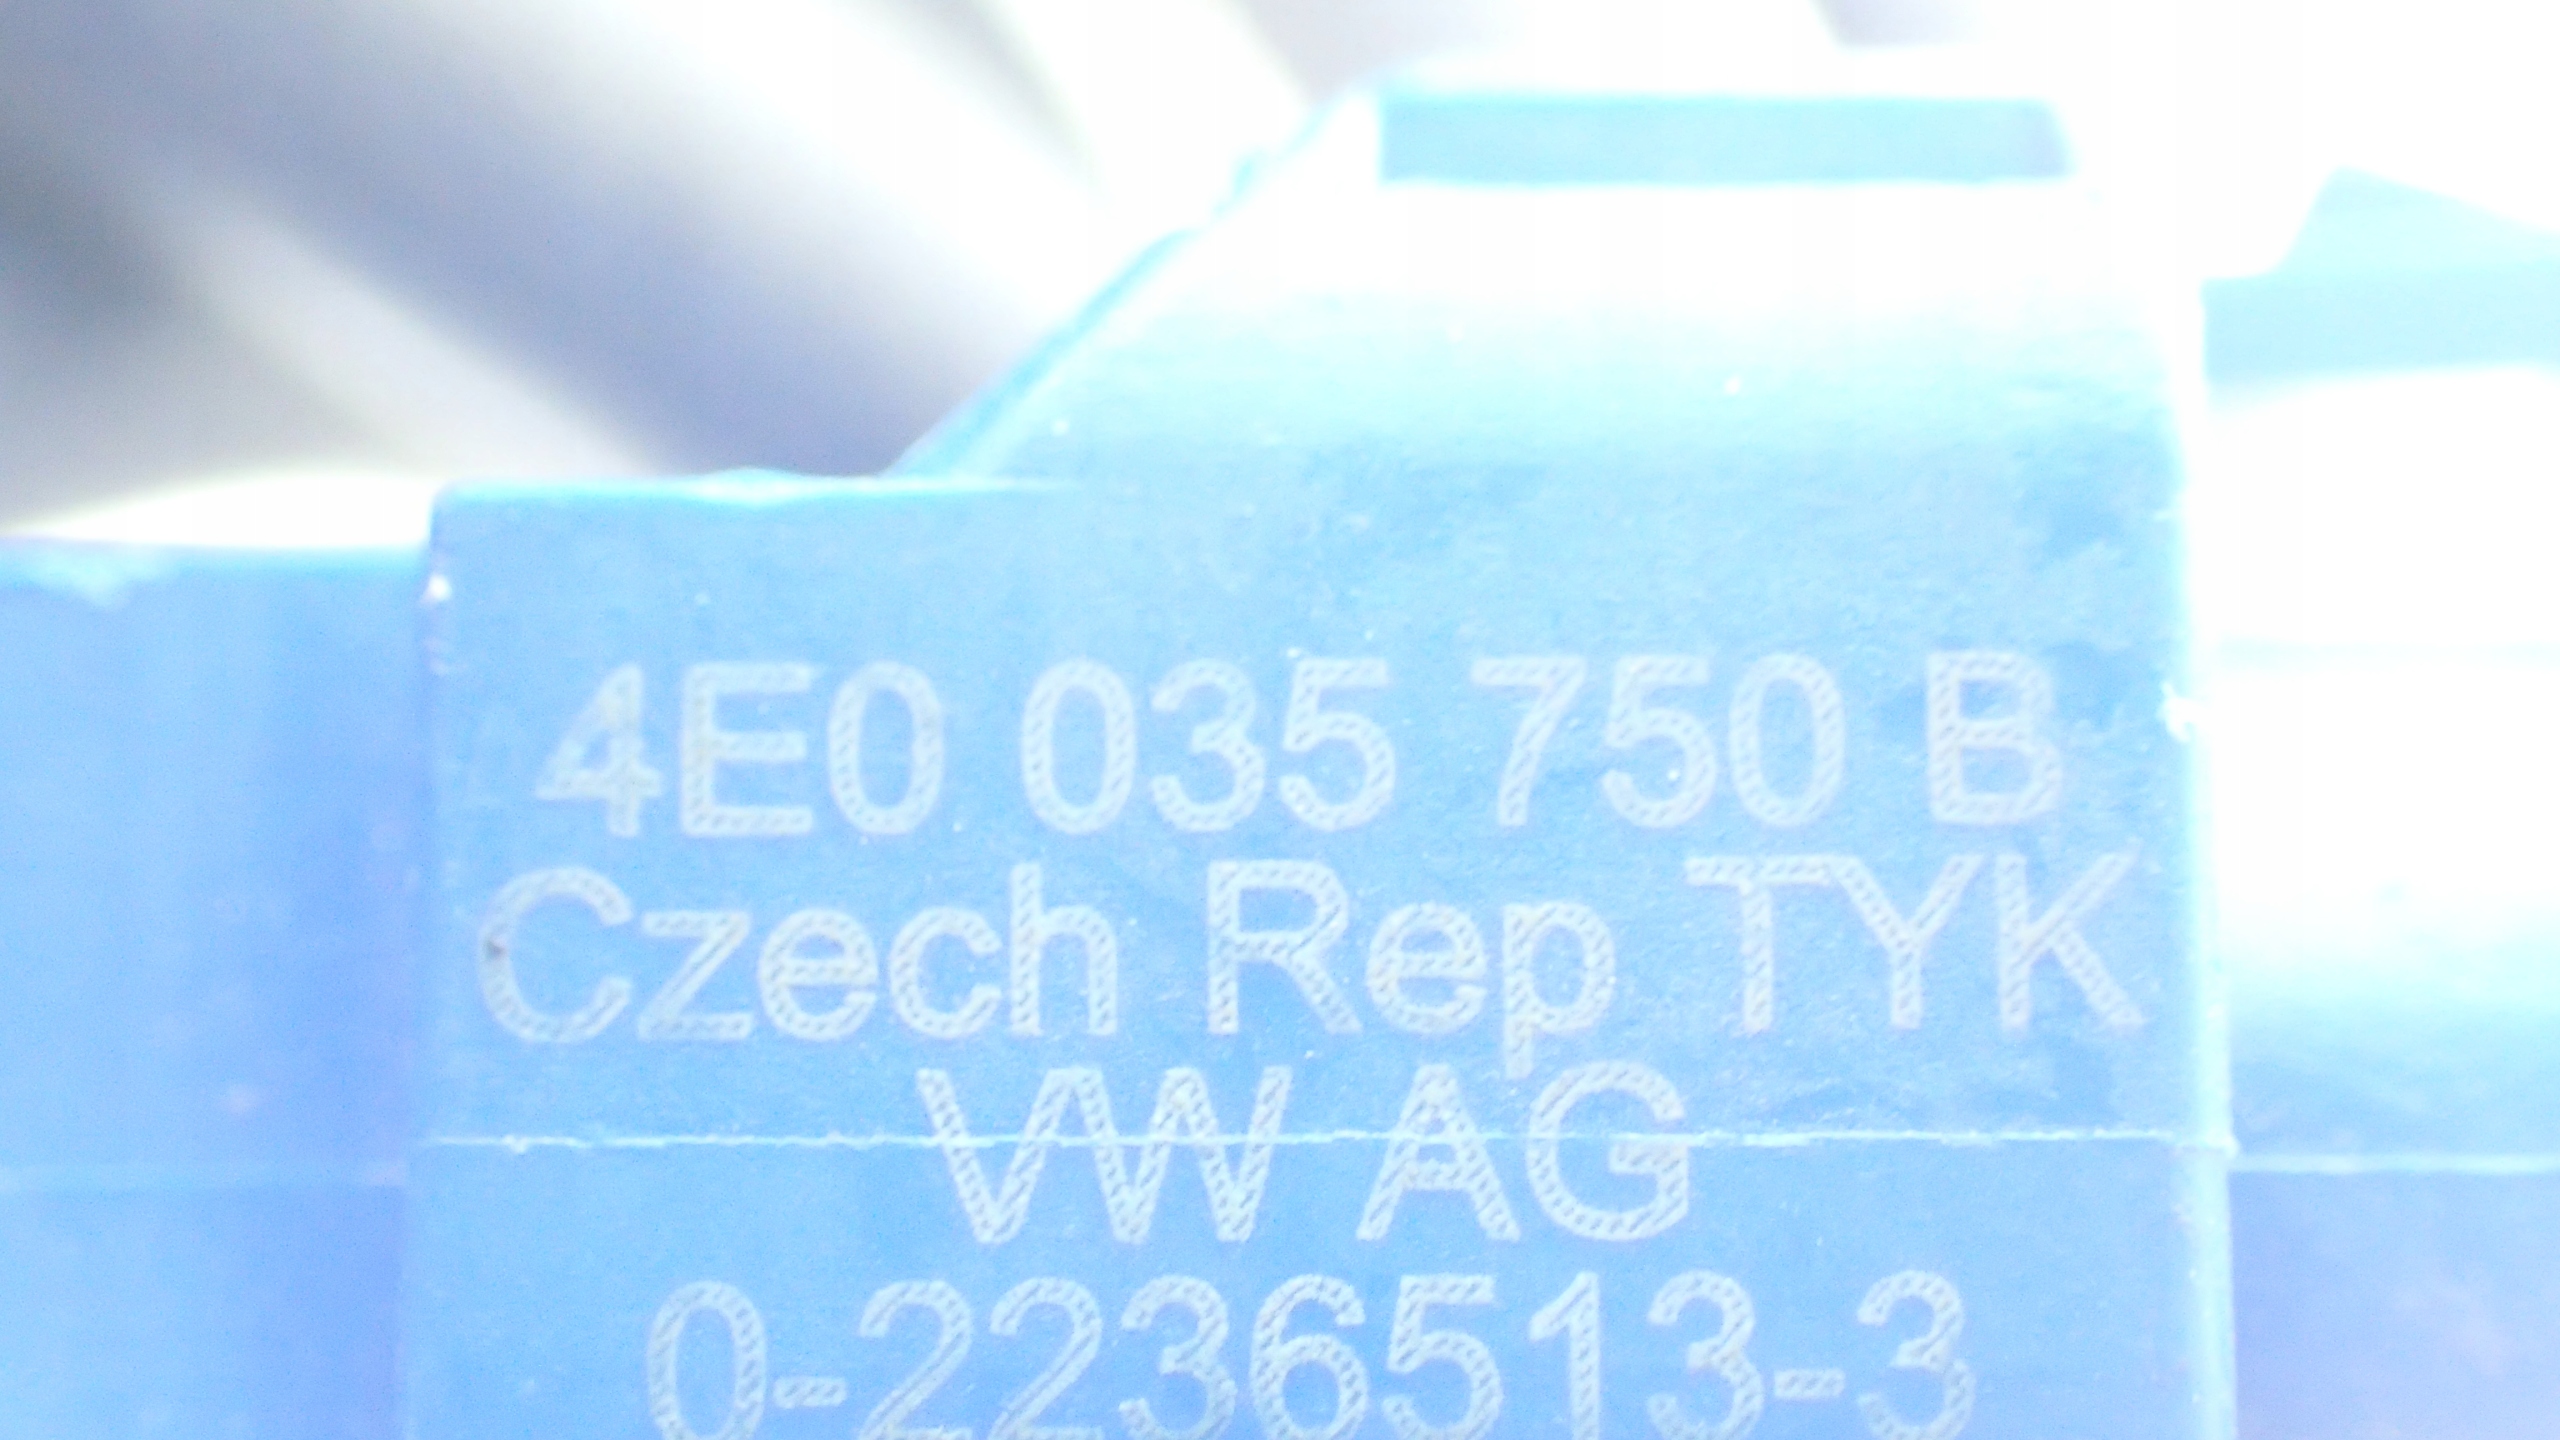 4E0 035 750 B
Czech Rep TYK
VW AG
0-2236513-3